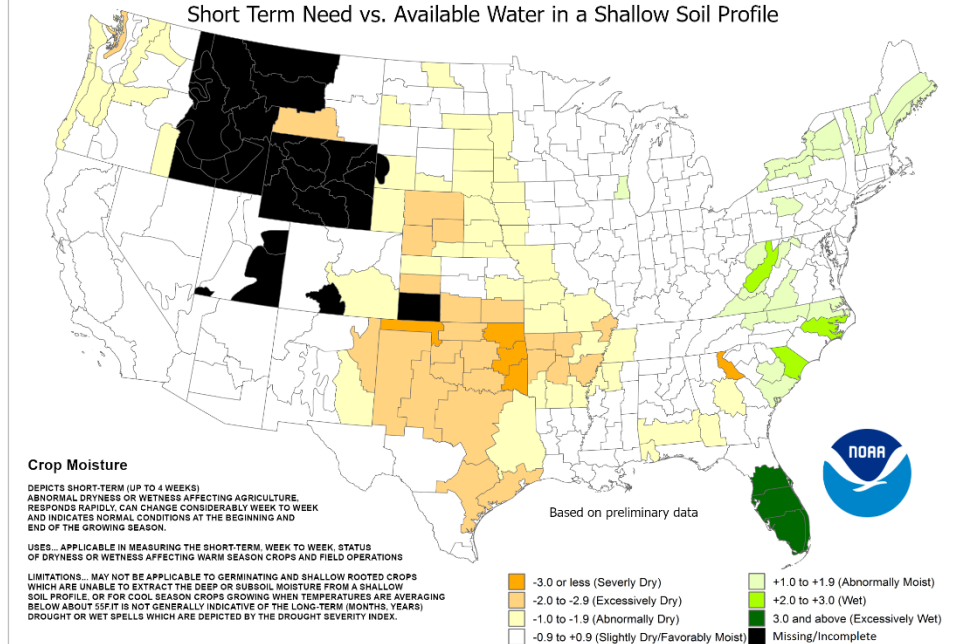 Short Term Need vs. Available Water in a Shallow Soil Profile
Crop Moisture
DEPICTS SHORT-TERM (UP TO 4 WEEKS)
ABNORMAL DRYNESS OR WETNESS AFFECTING AGRICULTURE,
RESPONDS RAPIDLY, CAN CHANGE CONSIDERABLY WEEK TO WEEK
AND INDICATES NORMAL CONDITIONS AT THE BEGINNING AND
END OF THE GROWING SEASON.
USES... APPLICABLE IN MEASURING THE SHORT-TERM, WEEK TO WEEK, STATUS
OF DRYNESS OR WETNESS AFFECTING WARM SEASON CROPS AND FIELD OPERATIONS
LIMITATIONS... MAY NOT BE APPLICABLE TO GERMINATING AND SHALLOW ROOTED CROPS
WHICH ARE UNABLE TO EXTRACT THE DEEP OR SUBSOIL MOISTURE FROM A SHALLOW
SOIL PROFILE, OR FOR COOL SEASON CROPS GROWING WHEN TEMPERATURES ARE AVERAGING
BELOW ABOUT 55F.IT IS NOT GENERALLY INDICATIVE OF THE LONG-TERM (MONTHS, YEARS)
DROUGHT OR WET SPELLS WHICH ARE DEPICTED BY THE DROUGHT SEVERITY INDEX.
NOAA
Based on preliminary data
-3.0 or less (Severly Dry)
-2.0 to -2.9 (Excessively Dry)
-1.0 to -1.9 (Abnormally Dry)
-0.9 to +0.9 (Slightly Dry/Favorably Moist)
+1.0 to +1.9 (Abnormally Moist)
+2.0 to +3.0 (Wet)
3.0 and above (Excessively Wet)
Missing/Incomplete